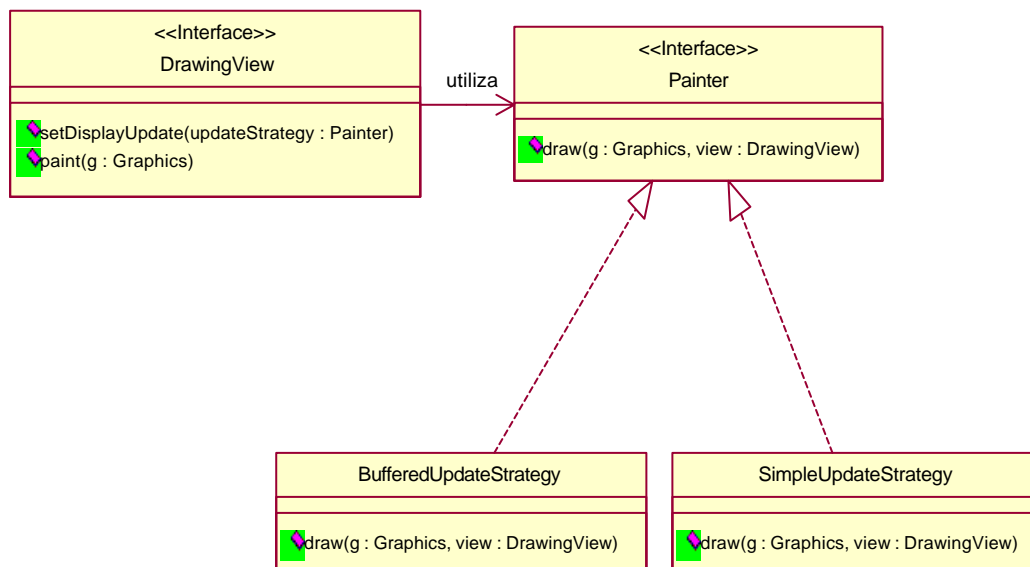 <<Interface>>
DrawingView
setDisplayUpdate(updateStrategy : Painter)
paint(g : Graphics)
utiliza
<<Interface>>
Painter
draw(g : Graphics, view : DrawingView)
BufferedUpdateStrategy
draw(g : Graphics, view : DrawingView)
SimpleUpdateStrategy
draw(g : Graphics, view : DrawingView)